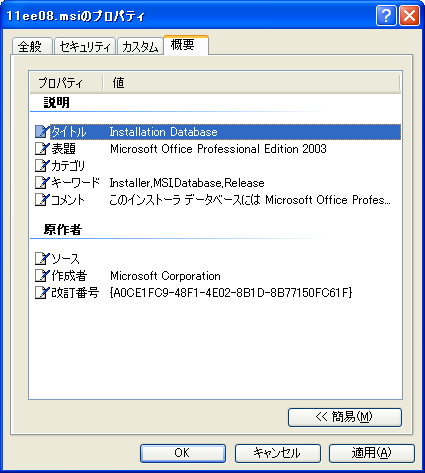 11ee08.msiのプロパティ
全般 セキュリティ カスタム 概要
プロパティ 値
説明
タイトル Installation Database
表題 Microsoft Office Professional Edition 2003
カテゴリ
キーワード Installer,MSI,Database,Release
コメント このインストーラ データベースには Microsoft Office Profes...
原作者
ソース
作成者 Microsoft Corporation
改訂番号 {A0CE1FC9-48F1-4E02-8B1D-8B77150FC61F}
<< 簡易(M)
OK キャンセル 適用(A)